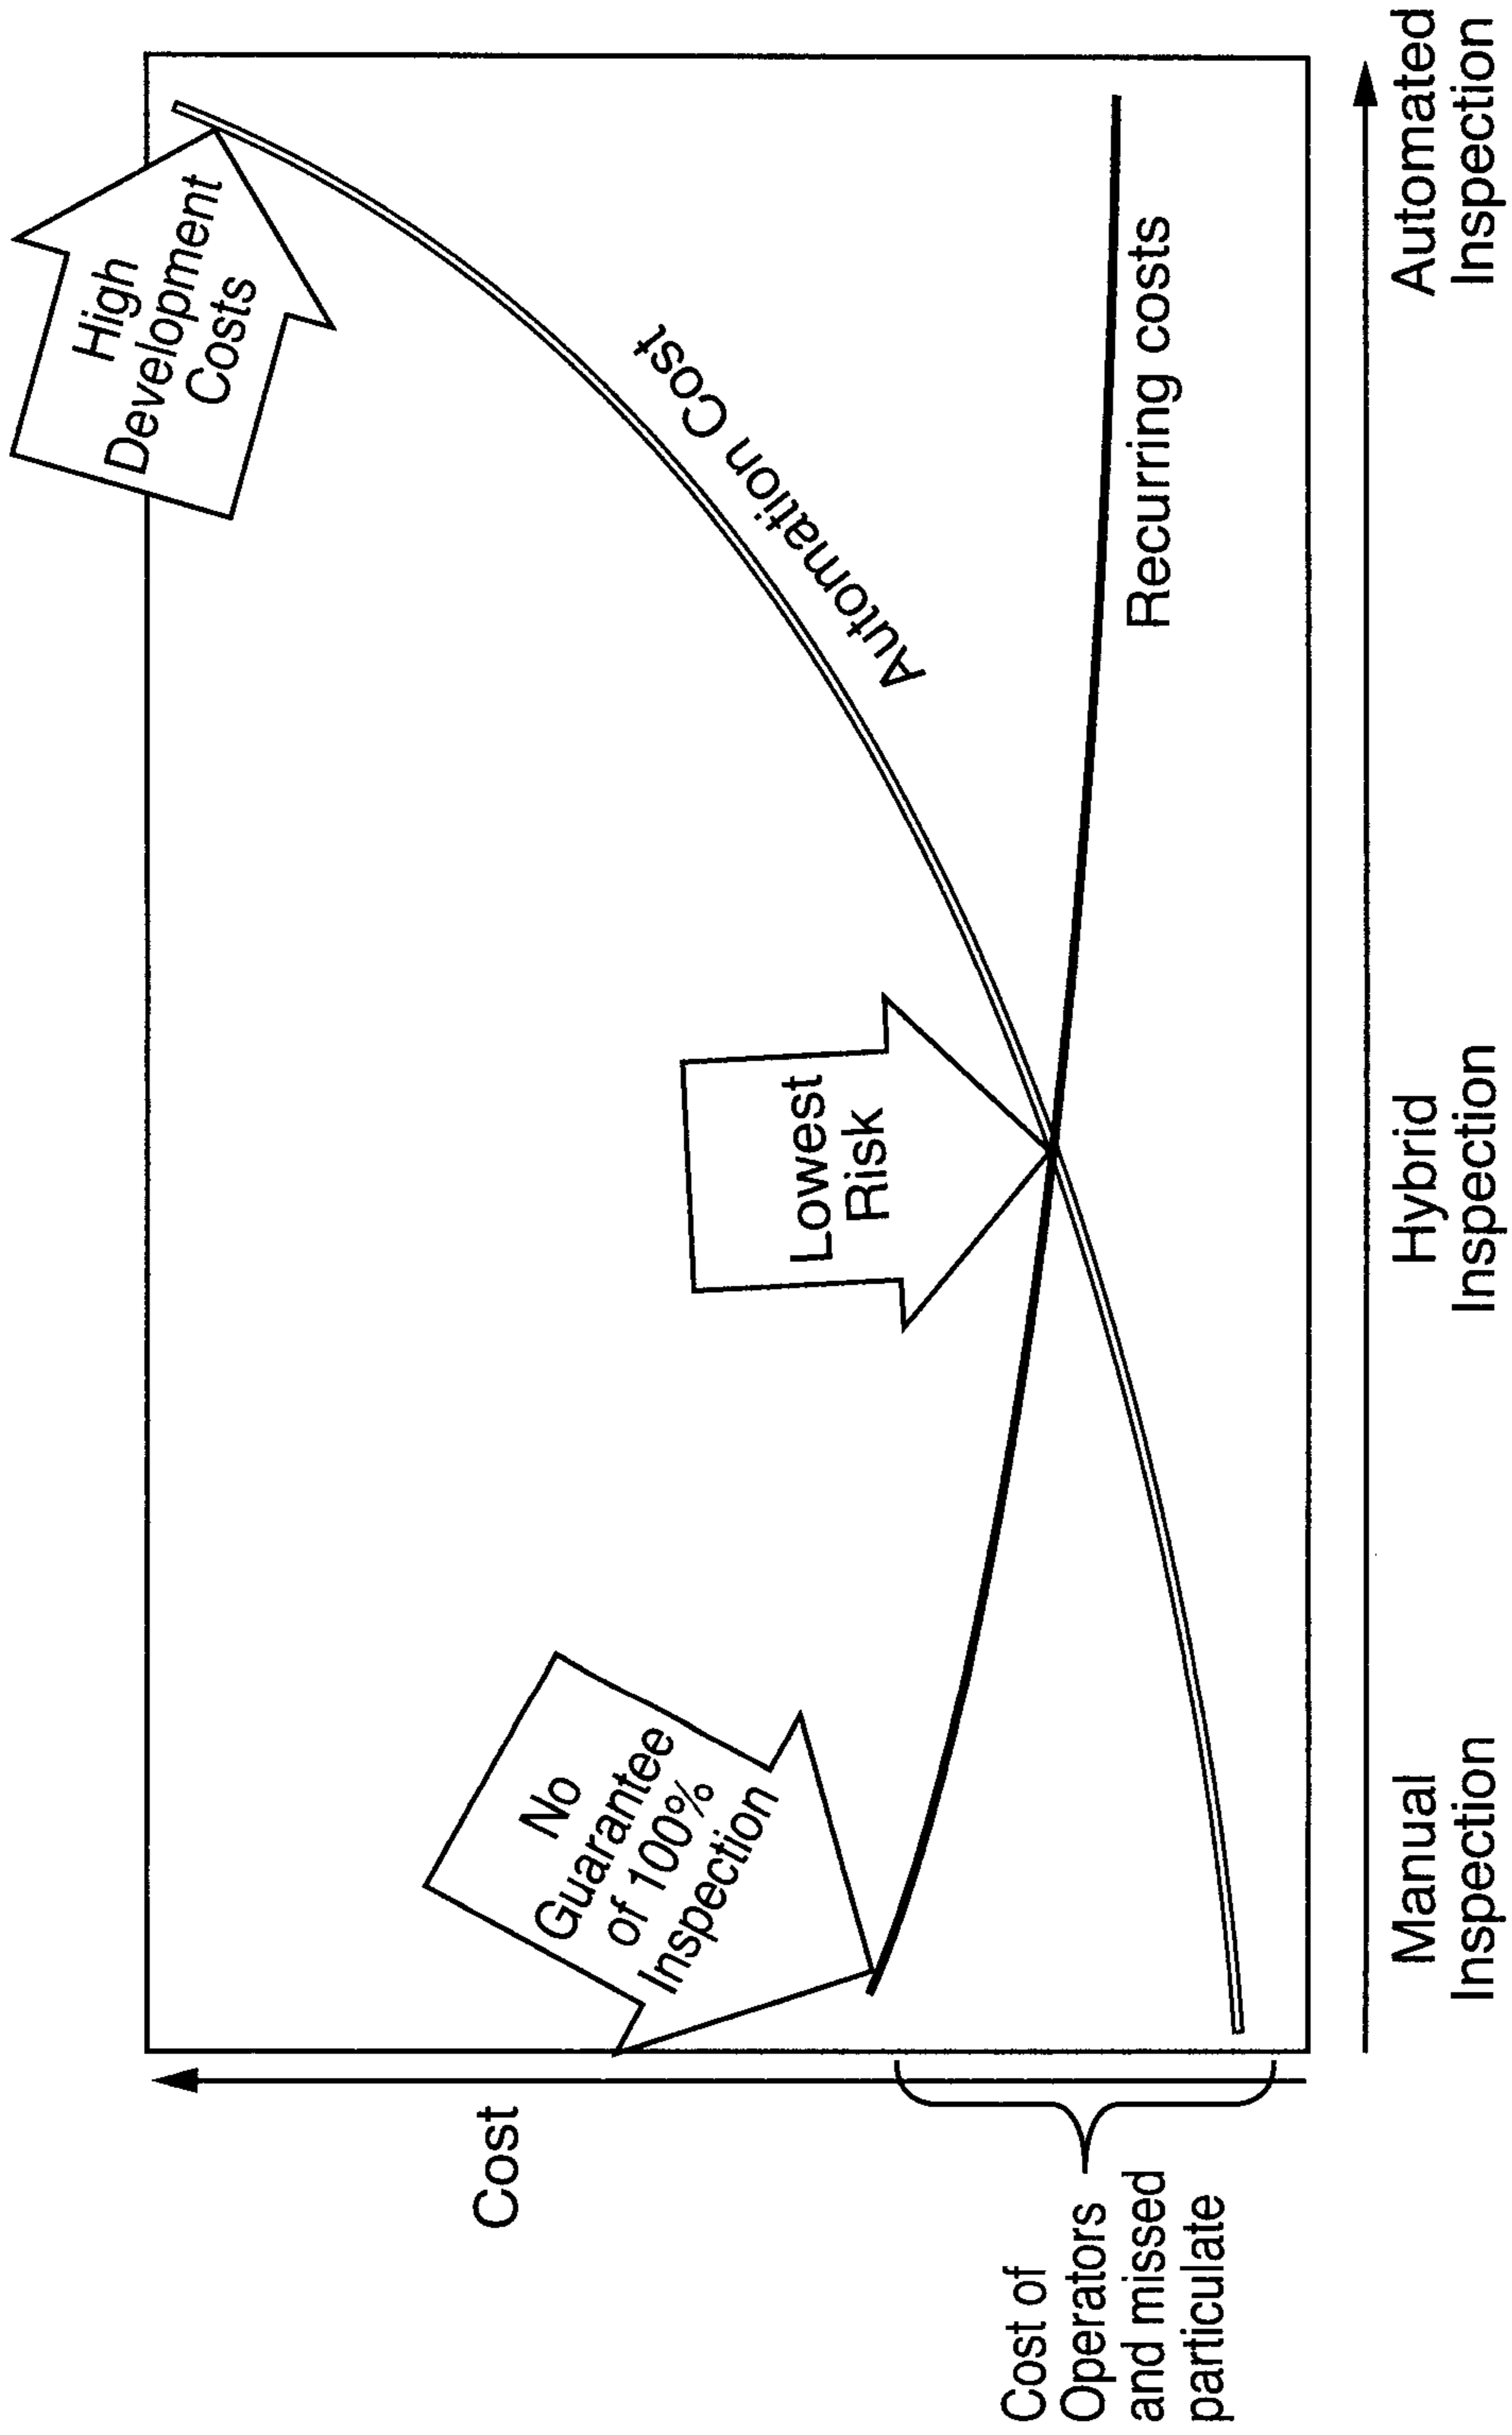 High
Development
Costs
Cost
No
Guarantee
of 100%
Inspection
Lowest
Risk
Automation Cost
Recurring costs
Cost of
Operators
and missed
particulate
Manual
Inspection
Hybrid
Inspection
Automated
Inspection